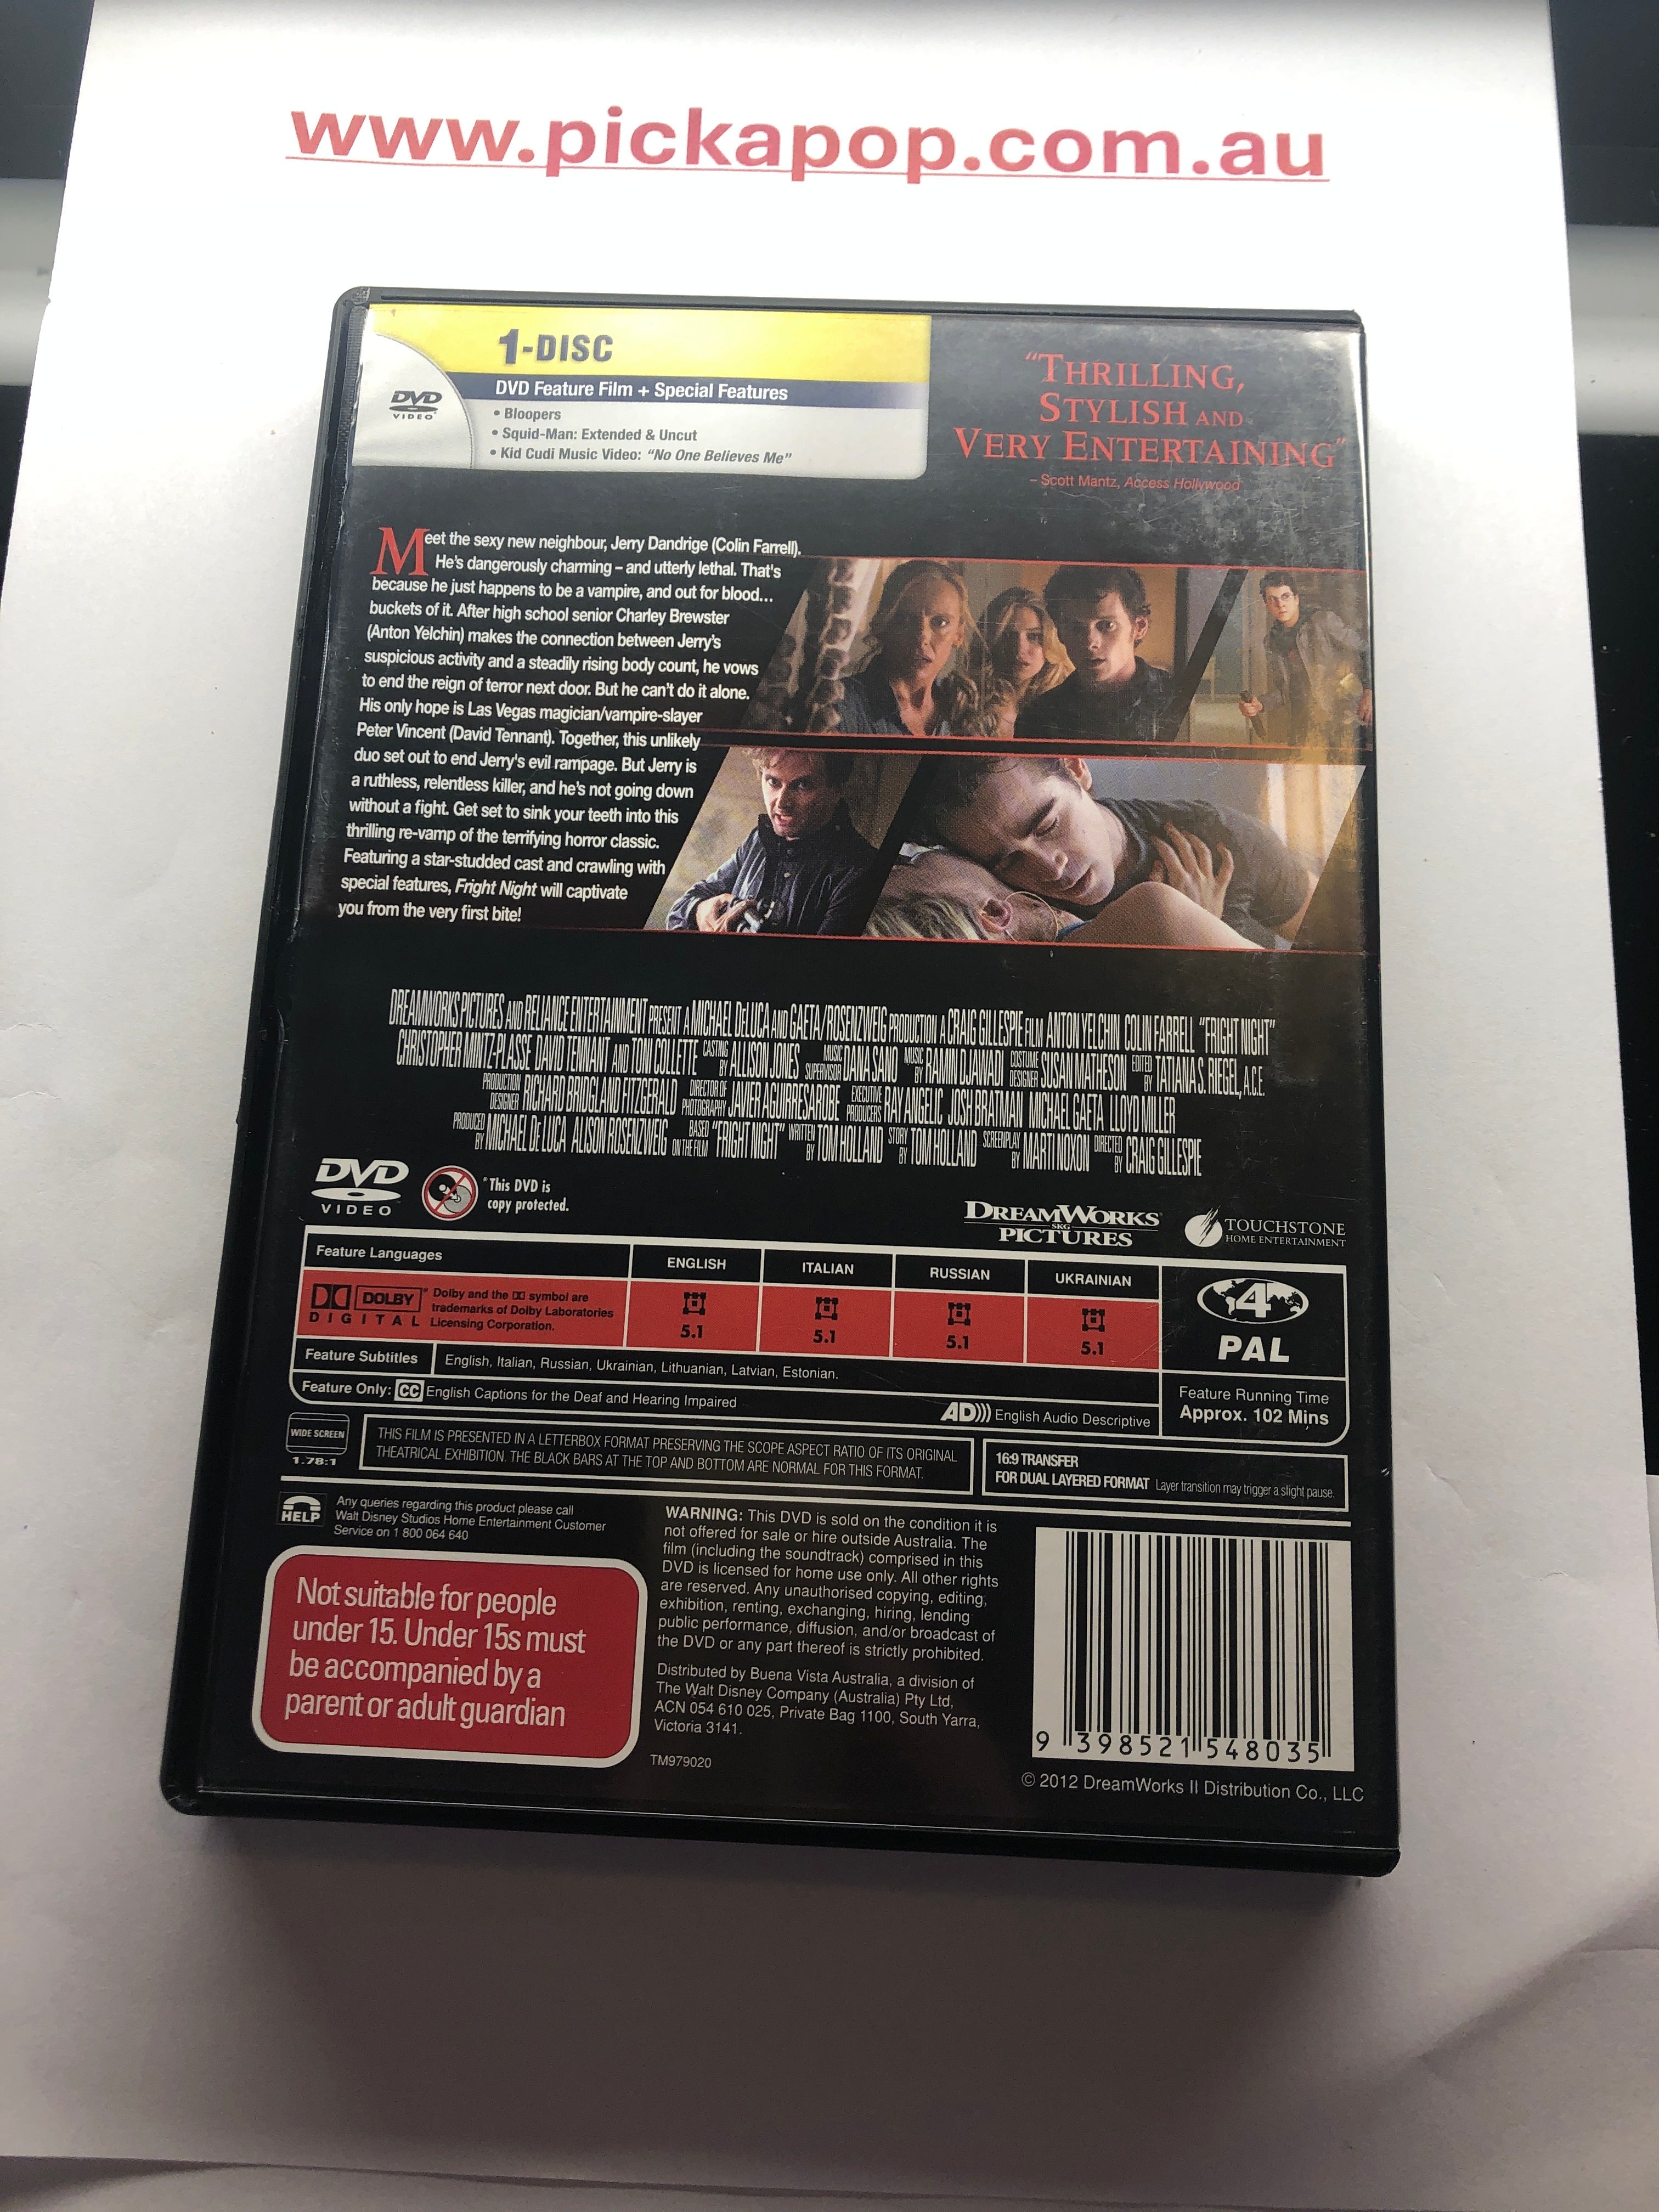 www.pickapop.com.au
1-DISC
DVD
VIDEO
DVD Feature Film + Special Features
• Bloopers
• Squid-Man: Extended & Uncut
• Kid Cudi Music Video: "No One Believes Me"
"THRILLING,
STYLISH AND
VERY ENTERTAINING"
– Scott Mantz, Access Hollywood
Meet the sexy new neighbour, Jerry Dandrige (Colin Farrell).
He's dangerously charming – and utterly lethal. That's
because he just happens to be a vampire, and out for blood...
buckets of it. After high school senior Charley Brewster
(Anton Yelchin) makes the connection between Jerry's
suspicious activity and a steadily rising body count, he vows
to end the reign of terror next door. But he can't do it alone.
His only hope is Las Vegas magician/vampire-slayer
Peter Vincent (David Tennant). Together, this unlikely
duo set out to end Jerry's evil rampage. But Jerry is
a ruthless, relentless killer, and he's not going down
without a fight. Get set to sink your teeth into this
thrilling re-vamp of the terrifying horror classic.
Featuring a star-studded cast and crawling with
special features, Fright Night will captivate
you from the very first bite!
DREAMWORKS PICTURES AND RELIANCE ENTERTAINMENT PRESENT A MICHAEL DeLUCA AND GAETA/ROSENZWEIG PRODUCTION A CRAIG GILLESPIE FILM ANTON YELCHIN COLIN FARRELL "FRIGHT NIGHT"
CHRISTOPHER MINTZ-PLASSE DAVID TENNANT AND TONI COLLETTE CASTING BY ALLISON JONES MUSIC SUPERVISOR DANA SANO MUSIC BY RAMIN DJAWADI COSTUME DESIGNER SUSAN MATHESON EDITED BY TATIANA S. RIEGEL, A.C.E.
PRODUCTION DESIGNER RICHARD BRIDGLAND FITZGERALD DIRECTOR OF PHOTOGRAPHY JAVIER AGUIRRESAROBE EXECUTIVE PRODUCERS RAY ANGELIC JOSH BRATMAN MICHAEL GAETA LLOYD MILLER
PRODUCED BY MICHAEL De LUCA ALISON ROSENZWEIG BASED ON THE FILM "FRIGHT NIGHT" WRITTEN BY TOM HOLLAND STORY BY TOM HOLLAND SCREENPLAY BY MARTI NOXON DIRECTED BY CRAIG GILLESPIE
DVD
VIDEO
*This DVD is
copy protected.
DREAMWORKS
SKG
PICTURES
TOUCHSTONE
HOME ENTERTAINMENT
Feature Languages
ENGLISH ITALIAN RUSSIAN UKRAINIAN
DOLBY
DIGITAL
Dolby and the DD symbol are
trademarks of Dolby Laboratories
Licensing Corporation.
5.1 5.1 5.1 5.1
4
PAL
Feature Subtitles English, Italian, Russian, Ukrainian, Lithuanian, Latvian, Estonian.
Feature Only: CC English Captions for the Deaf and Hearing Impaired
AD))) English Audio Descriptive
Feature Running Time
Approx. 102 Mins
WIDE SCREEN
1.78:1
THIS FILM IS PRESENTED IN A LETTERBOX FORMAT PRESERVING THE SCOPE ASPECT RATIO OF ITS ORIGINAL
THEATRICAL EXHIBITION. THE BLACK BARS AT THE TOP AND BOTTOM ARE NORMAL FOR THIS FORMAT.
16:9 TRANSFER
FOR DUAL LAYERED FORMAT Layer transition may trigger a slight pause.
HELP
Any queries regarding this product please call
Walt Disney Studios Home Entertainment Customer
Service on 1 800 064 640
Not suitable for people
under 15. Under 15s must
be accompanied by a
parent or adult guardian
WARNING: This DVD is sold on the condition it is
not offered for sale or hire outside Australia. The
film (including the soundtrack) comprised in this
DVD is licensed for home use only. All other rights
are reserved. Any unauthorised copying, editing,
exhibition, renting, exchanging, hiring, lending
public performance, diffusion, and/or broadcast of
the DVD or any part thereof is strictly prohibited.
Distributed by Buena Vista Australia, a division of
The Walt Disney Company (Australia) Pty Ltd,
ACN 054 610 025, Private Bag 1100, South Yarra,
Victoria 3141.
TM979020
9 398521 548035
© 2012 DreamWorks II Distribution Co., LLC